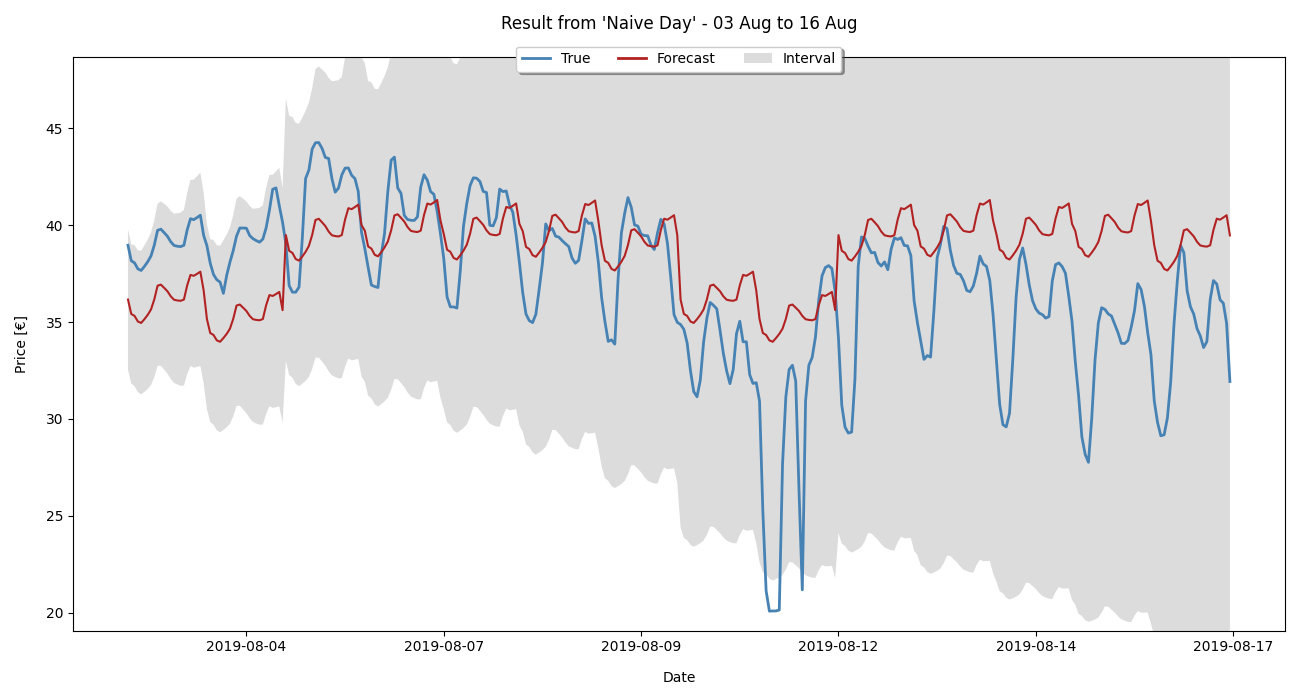 Result from 'Naive Day' - 03 Aug to 16 Aug
True Forecast Interval
45
40
35
30
25
20
Price [€]
2019-08-04 2019-08-07 2019-08-09 2019-08-12 2019-08-14 2019-08-17
Date